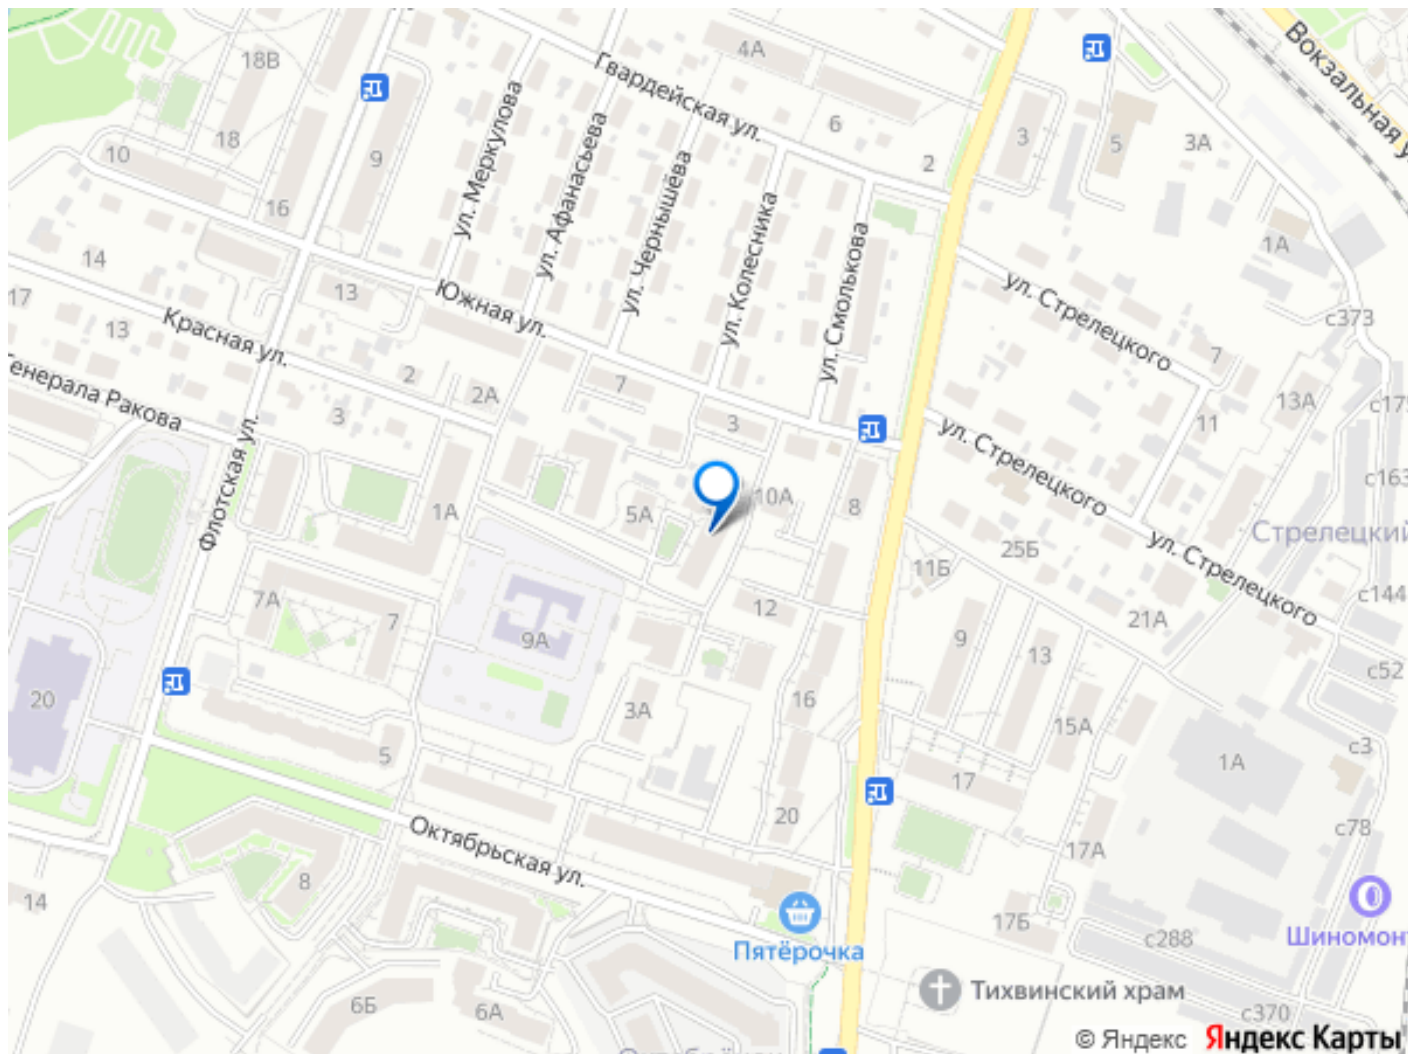 18В
4А
Гвардейская ул.
Вокзальная у
18
9
6
3
5
3А
10
2
16
ул. Меркулова
ул. Афанасьева
ул. Чернышёва
ул. Колесника
ул. Смолькова
1А
14
17
13
Южная ул.
ул. Стрелецкого
с373
13
Красная ул.
7
Генерала Ракова
2
2А
7
3
3
11
13А
с175
ул. Стрелецкого
Флотская ул.
1А
5А
10А
8
с163
Стрелецкий
ул. Стрелецкого
25Б
11Б
с144
7А
7
9А
12
9
13
21А
20
3А
16
15А
с52
с3
5
17
1А
20
с78
Октябрьская ул.
17А
8
14
Пятёрочка
17Б
с288
Шиномонт
6Б
6А
Тихвинский храм
с370
© Яндекс Яндекс Карты